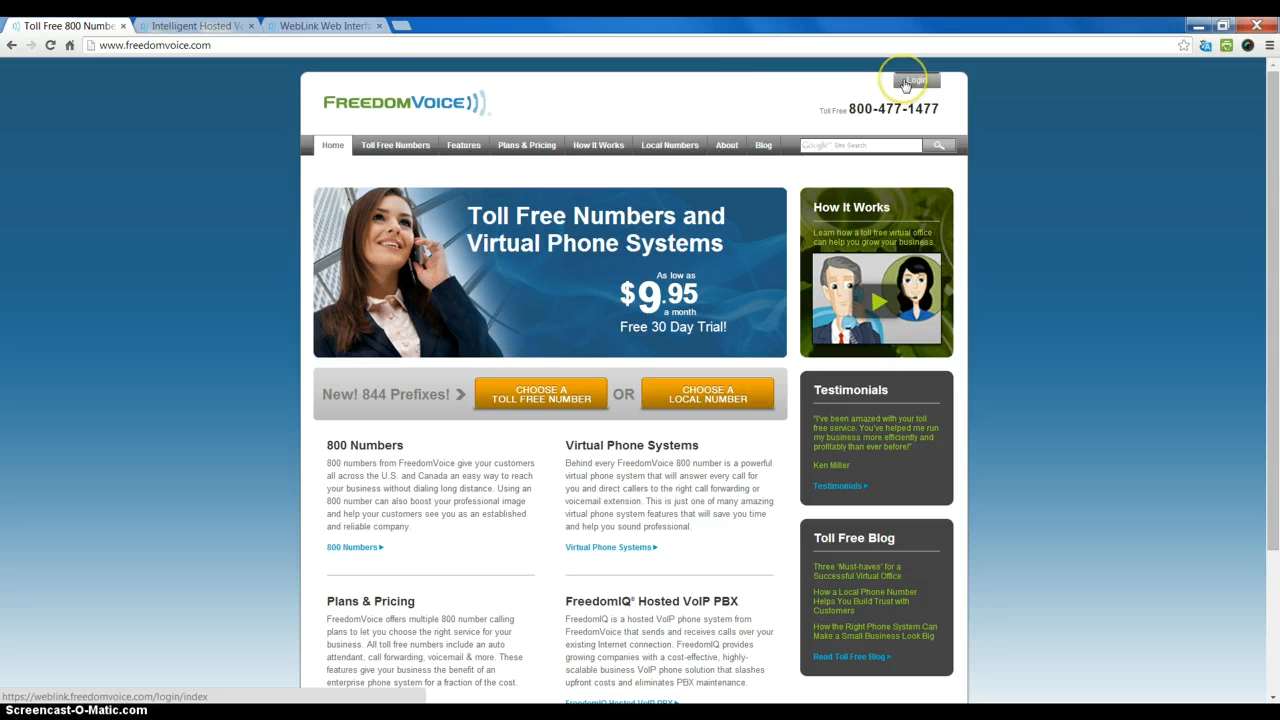 Toll Free 800 Numbe
Intelligent Hosted V
WebLink Web Interf
www.freedomvoice.com
Login
FREEDOMVOICE
Toll Free 800-477-1477
Home
Toll Free Numbers
Features
Plans & Pricing
How It Works
Local Numbers
About
Blog
Google Site Search
Toll Free Numbers and
Virtual Phone Systems
As low as
$9.95
a month
Free 30 Day Trial!
How It Works
Learn how a toll free virtual office
can help you grow your business.
New! 844 Prefixes!
CHOOSE A
TOLL FREE NUMBER
OR
CHOOSE A
LOCAL NUMBER
Testimonials
"I've been amazed with your toll
free service. You've helped me run
my business more efficiently and
profitably than ever before!"
Ken Miller
Testimonials
800 Numbers
800 numbers from FreedomVoice give your customers
all across the U.S. and Canada an easy way to reach
your business without dialing long distance. Using an
800 number can also boost your professional image
and help your customers see you as an established
and reliable company.
800 Numbers
Virtual Phone Systems
Behind every FreedomVoice 800 number is a powerful
virtual phone system that will answer every call for
you and direct callers to the right call forwarding or
voicemail extension. This is just one of many amazing
virtual phone system features that will save you time
and help you sound professional.
Virtual Phone Systems
Toll Free Blog
Three 'Must-haves' for a
Successful Virtual Office
How a Local Phone Number
Helps You Build Trust with
Customers
How the Right Phone System Can
Make a Small Business Look Big
Read Toll Free Blog
Plans & Pricing
FreedomVoice offers multiple 800 number calling
plans to let you choose the right service for your
business. All toll free numbers include an auto
attendant, call forwarding, voicemail & more. These
features give your business the benefit of an
enterprise phone system for a fraction of the cost.
FreedomIQ® Hosted VoIP PBX
FreedomIQ is a hosted VoIP phone system from
FreedomVoice that sends and receives calls over your
existing Internet connection. FreedomIQ provides
growing companies with a cost-effective, highly-
scalable business VoIP phone solution that slashes
upfront costs and eliminates PBX maintenance.
FreedomIQ Hosted VoIP PBX
http://weblink.freedomvoice.com/login/index
Screencast-O-Matic.com